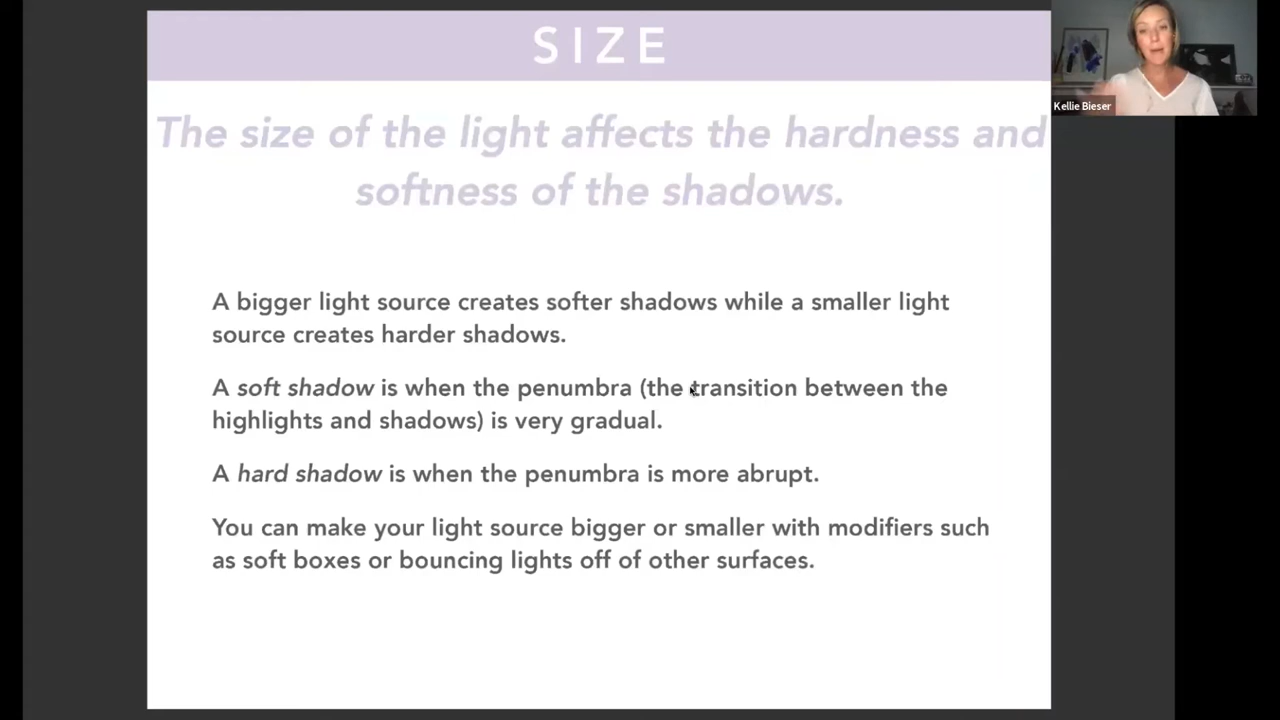 SIZE
The size of the light affects the hardness and
softness of the shadows.
A bigger light source creates softer shadows while a smaller light
source creates harder shadows.
A soft shadow is when the penumbra (the transition between the
highlights and shadows) is very gradual.
A hard shadow is when the penumbra is more abrupt.
You can make your light source bigger or smaller with modifiers such
as soft boxes or bouncing lights off of other surfaces.
Kellie Bieser